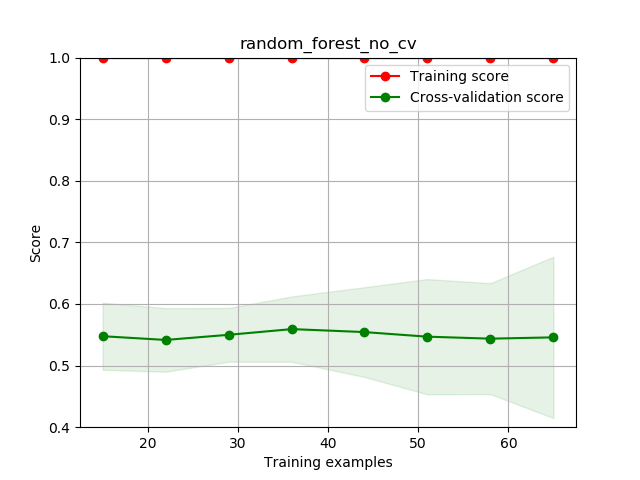 random_forest_no_cv
1.0
0.9
0.8
0.7
0.6
0.5
0.4
Score
Training score
Cross-validation score
20 30 40 50 60
Training examples